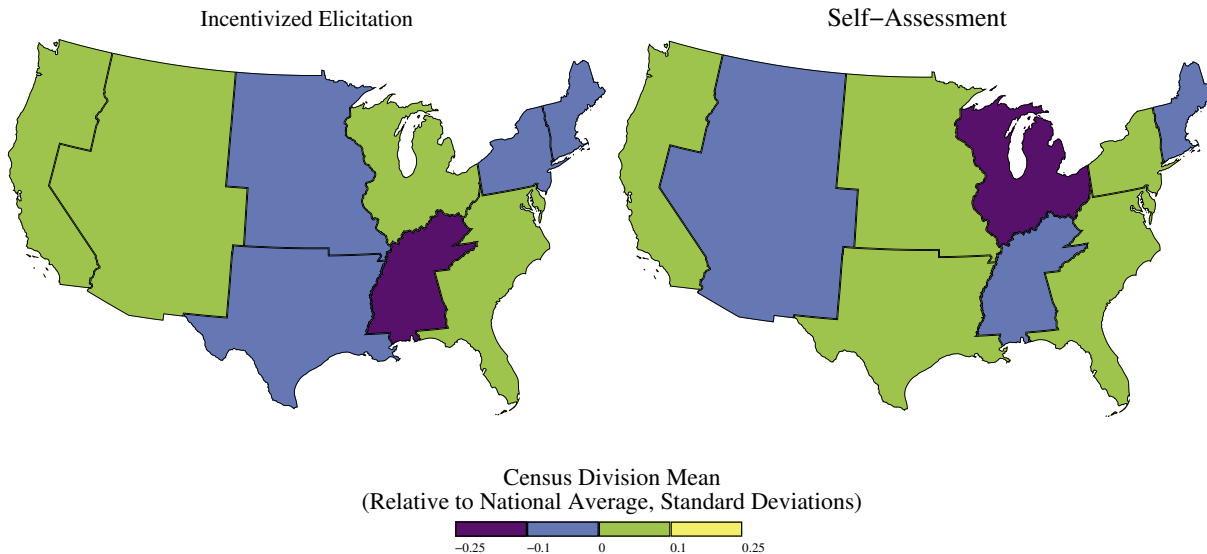 Incentivized Elicitation
Self−Assessment
Census Division Mean
(Relative to National Average, Standard Deviations)
−0.25 −0.1 0 0.1 0.25